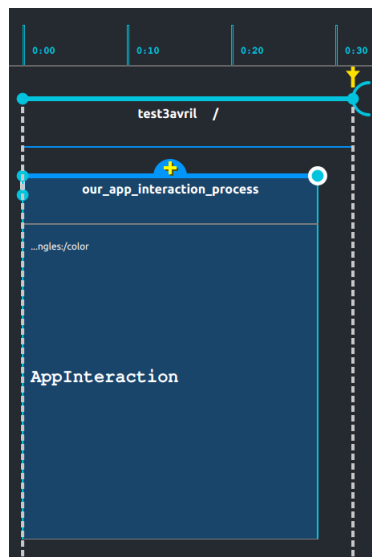 0:00 0:10 0:20 0:30
test3avril /
our_app_interaction_process
...ngles:/color
AppInteraction